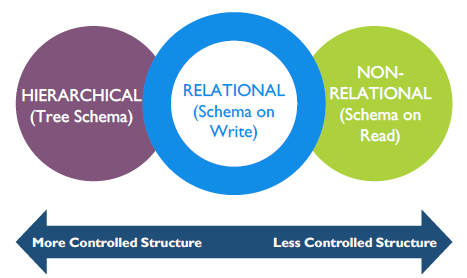 HIERARCHICAL
(Tree Schema)
RELATIONAL
(Schema on
Write)
NON-
RELATIONAL
(Schema on
Read)
More Controlled Structure
Less Controlled Structure